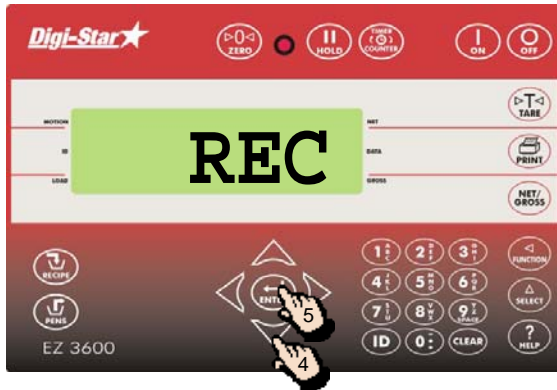 Digi-Star
▷0◁ ZERO
HOLD
TIMER COUNTER
ON
OFF
▷T◁ TARE
MOTION
NET
ID
REC
DATA
PRINT
LOAD
GROSS
NET/ GROSS
RECIPE
1 A B C
2 D E F
3 G H I
FUNCTION
ENTER
4 J K L
5 M N O
6 P Q R
SELECT
PENS
5
7 S T U
8 V W X
9 Y Z SPACE
ID
0
CLEAR
? HELP
EZ 3600
4